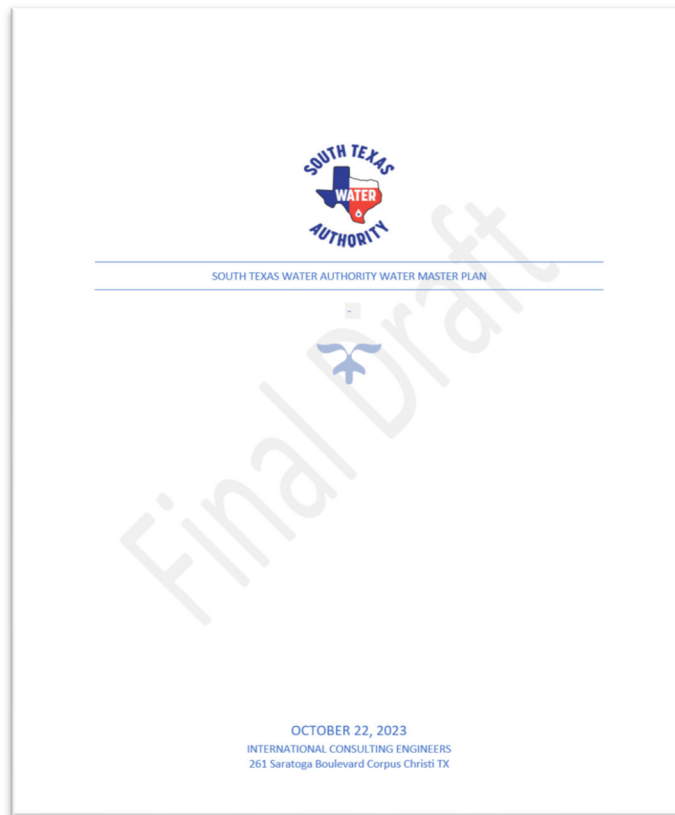 SOUTH TEXAS
WATER
AUTHORITY
SOUTH TEXAS WATER AUTHORITY WATER MASTER PLAN
-
Final Draft
OCTOBER 22, 2023
INTERNATIONAL CONSULTING ENGINEERS
261 Saratoga Boulevard Corpus Christi TX